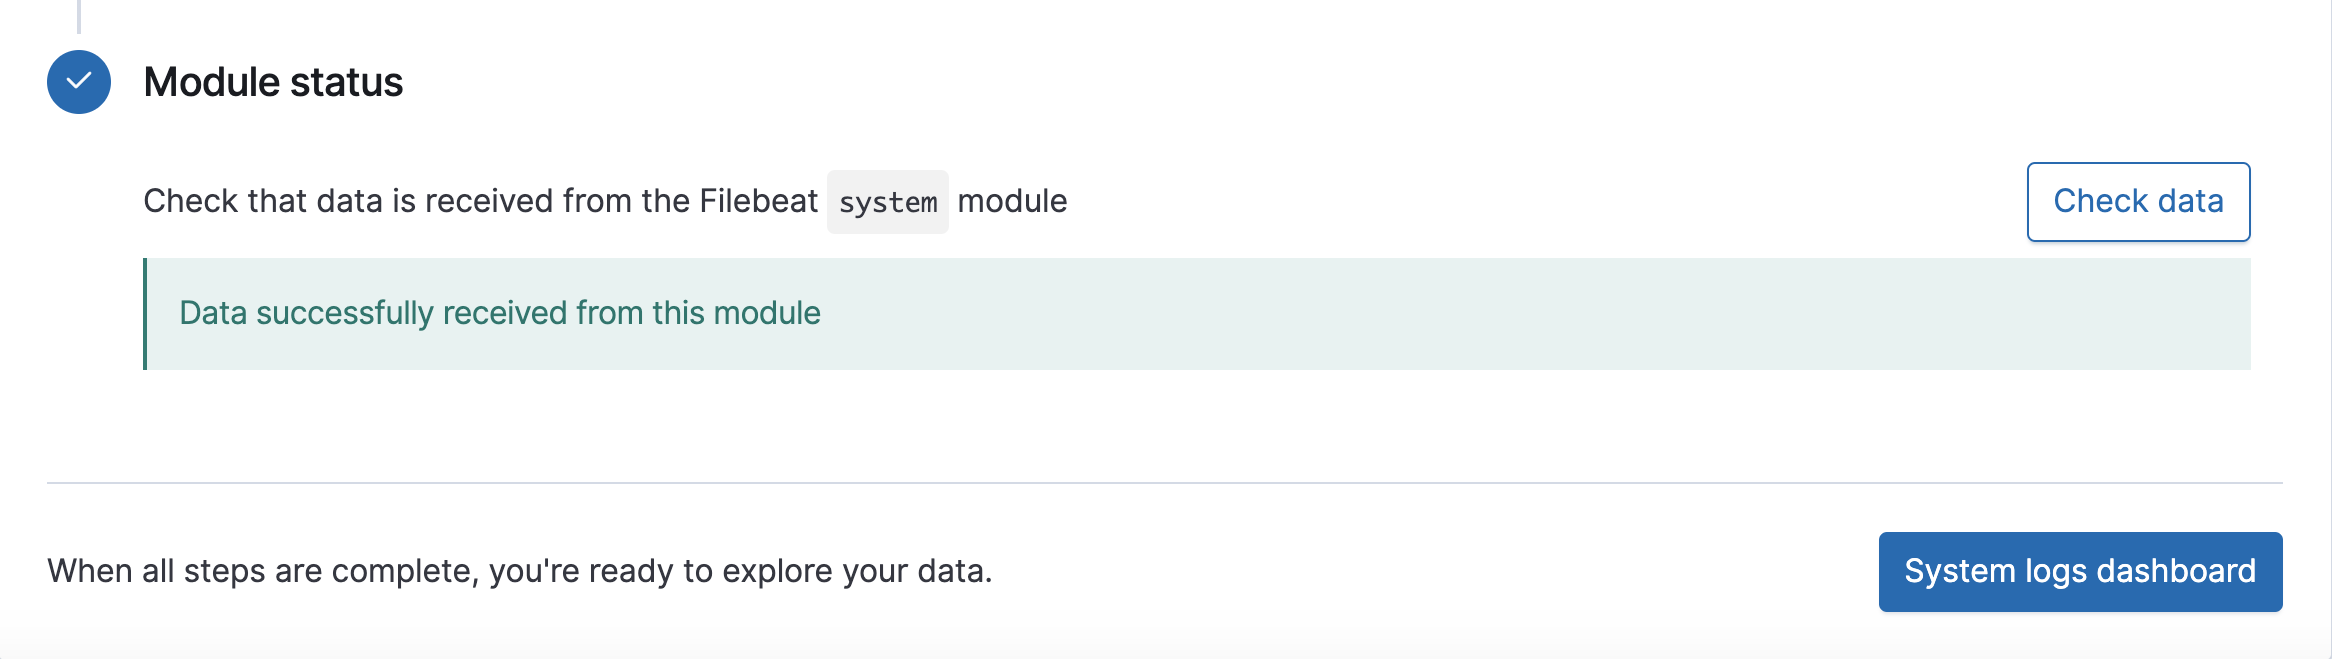 Module status
Check that data is received from the Filebeat system module
Check data
Data successfully received from this module
When all steps are complete, you're ready to explore your data.
System logs dashboard